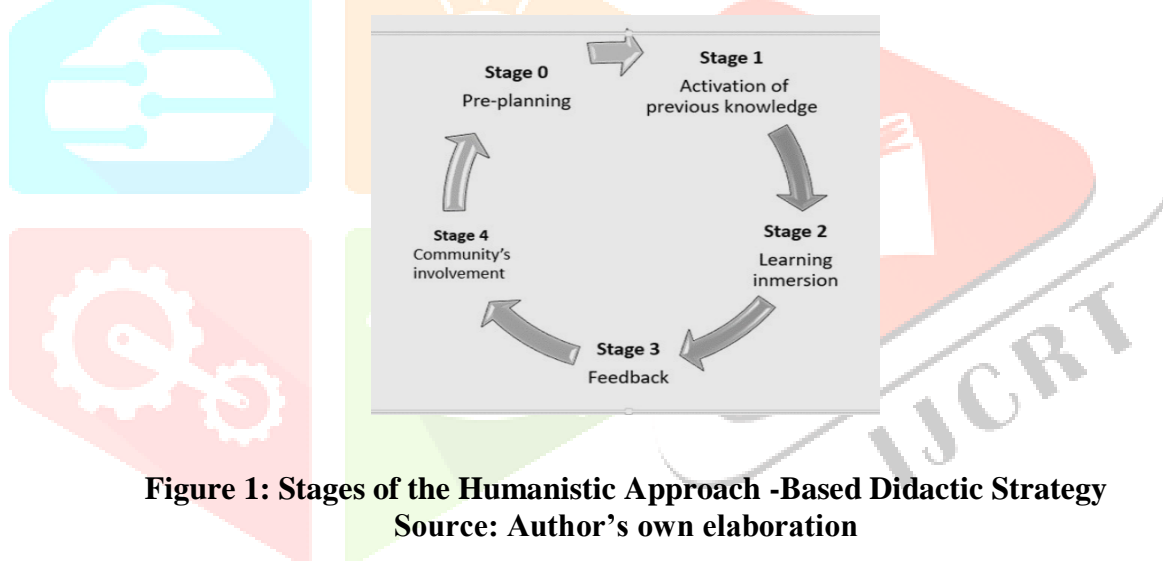 Stage 0
Pre-planning
Stage 1
Activation of
previous knowledge
Stage 2
Learning
inmersion
Stage 3
Feedback
Stage 4
Community's
involvement
IJCRT
Figure 1: Stages of the Humanistic Approach -Based Didactic Strategy
Source: Author's own elaboration